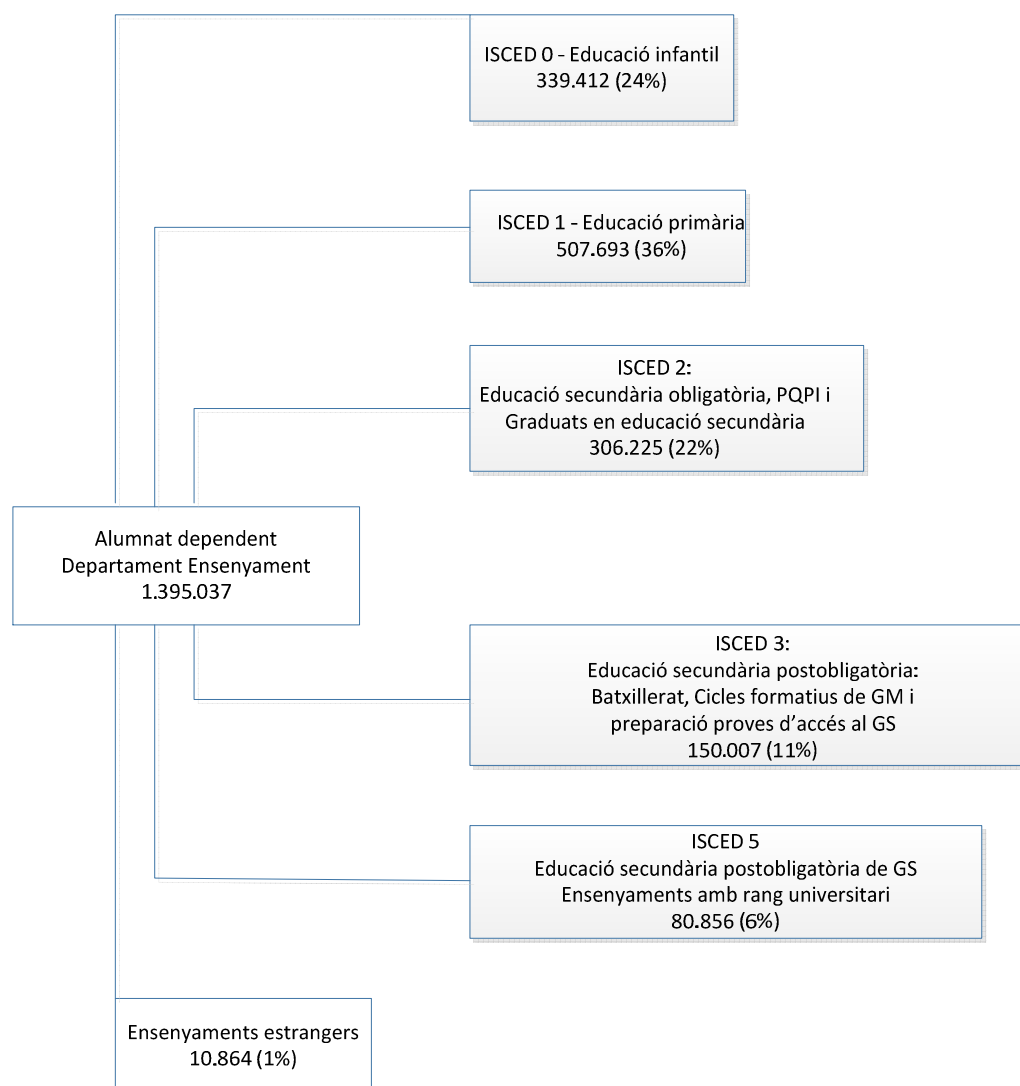 ISCED 0 - Educació infantil
339.412 (24%)
ISCED 1 - Educació primària
507.693 (36%)
ISCED 2:
Educació secundària obligatòria, PQPI i
Graduats en educació secundària
306.225 (22%)
Alumnat dependent
Departament Ensenyament
1.395.037
ISCED 3:
Educació secundària postobligatòria:
Batxillerat, Cicles formatius de GM i
preparació proves d’accés al GS
150.007 (11%)
ISCED 5
Educació secundària postobligatòria de GS
Ensenyaments amb rang universitari
80.856 (6%)
Ensenyaments estrangers
10.864 (1%)